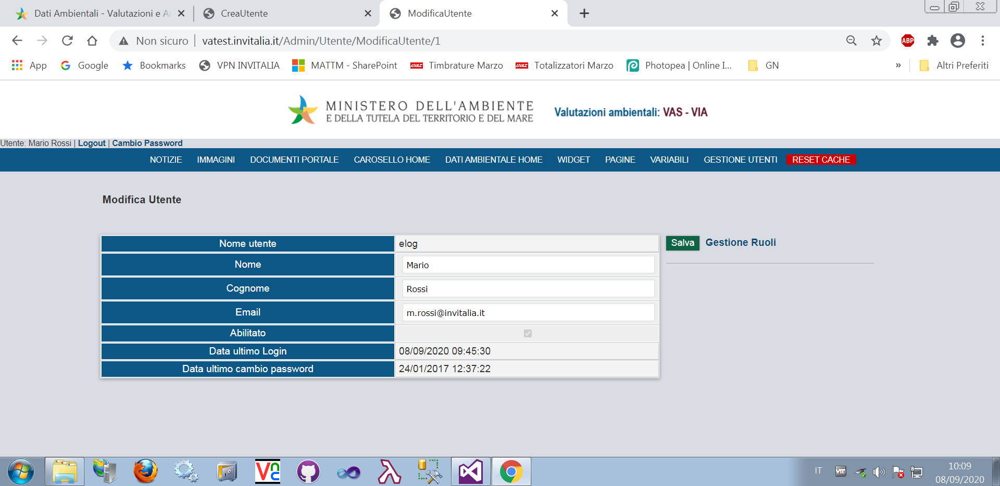 Dati Ambientali - Valutazioni e Au
CreaUtente
ModificaUtente
Non sicuro | vatest.invitalia.it/Admin/Utente/ModificaUtente/1
ABP
App
Google
Bookmarks
VPN INVITALIA
MATTM - SharePoint
Timbrature Marzo
Totalizzatori Marzo
Photopea | Online I...
GN
»
Altri Preferiti
MINISTERO DELL'AMBIENTE
E DELLA TUTELA DEL TERRITORIO E DEL MARE
Valutazioni ambientali: VAS - VIA
Utente: Mario Rossi | Logout | Cambio Password
NOTIZIE IMMAGINI DOCUMENTI PORTALE CAROSELLO HOME DATI AMBIENTALE HOME WIDGET PAGINE VARIABILI GESTIONE UTENTI RESET CACHE
Modifica Utente
Nome utente elog
Salva Gestione Ruoli
Nome Mario
Cognome Rossi
Email m.rossi@invitalia.it
Abilitato
Data ultimo Login 08/09/2020 09:45:30
Data ultimo cambio password 24/01/2017 12:37:22
VNC
IT
vm
10:09
08/09/2020